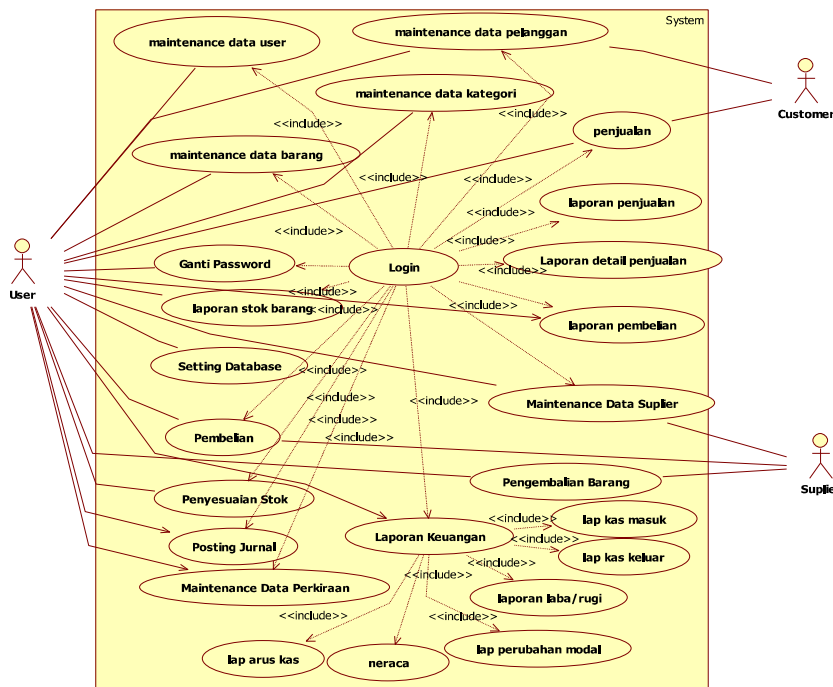 System
maintenance data user
maintenance data pelanggan
maintenance data kategori
Customer
<<include>>
<<include>>
penjualan
<<include>>
maintenance data barang
<<include>>
<<include>>
<<include>>
laporan penjualan
<<include>>
<<include>>
Ganti Password
Login
Laporan detail penjualan
<<include>>
User
<<include>>
laporan stok barang
<<include>>
<<include>>
laporan pembelian
<<include>>
Setting Database
<<include>>
<<include>>
Maintenance Data Suplier
<<include>>
<<include>>
Pembelian
<<include>>
Pengembalian Barang
Suplier
Penyesuaian Stok
lap kas masuk
<<include>>
Laporan Keuangan
<<include>>
Posting Jurnal
lap kas keluar
<<include>>
<<include>>
Maintenance Data Perkiraan
laporan laba/rugi
<<include>>
<<include>>
lap perubahan modal
lap arus kas
neraca